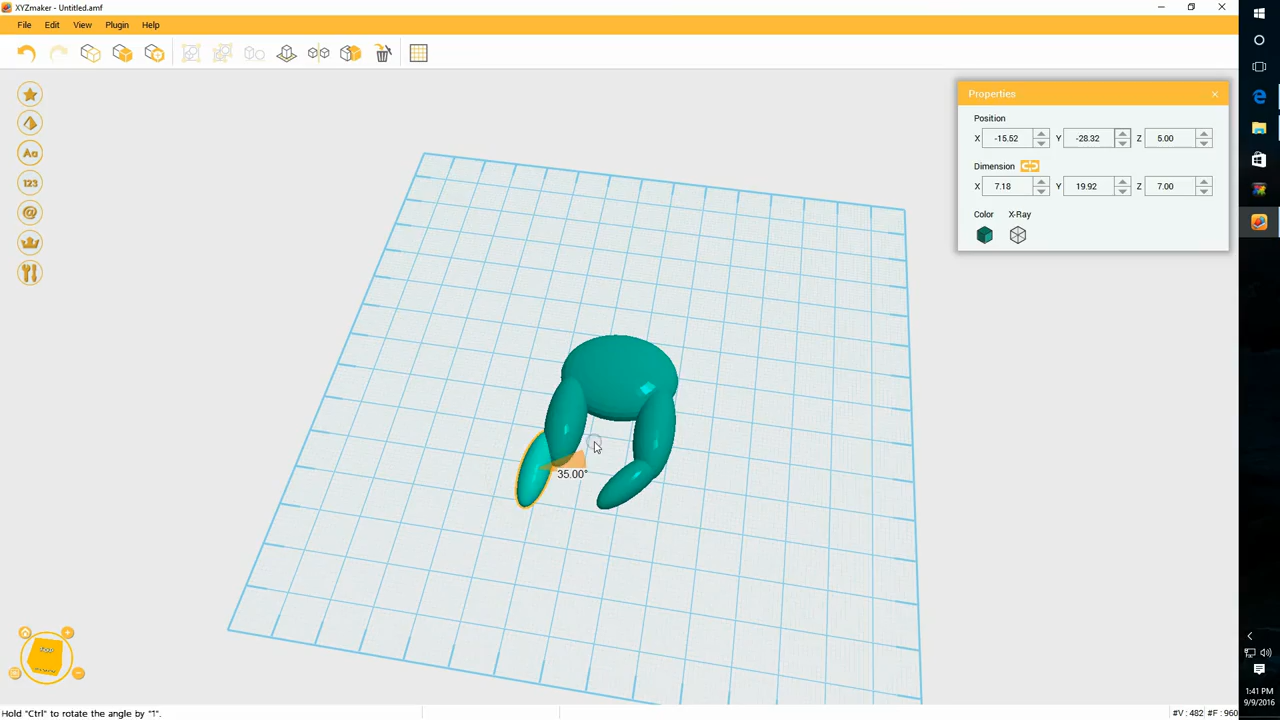 XYZmaker - Untitled.amf
File Edit View Plugin Help
Aa
123
@
Properties
Position
X -15.52 Y -28.32 Z 5.00
Dimension
X 7.18 Y 19.92 Z 7.00
Color X-Ray
35.00°
Hold "Ctrl" to rotate the angle by "1".
#V : 482 #F : 960
1:41 PM
9/9/2016